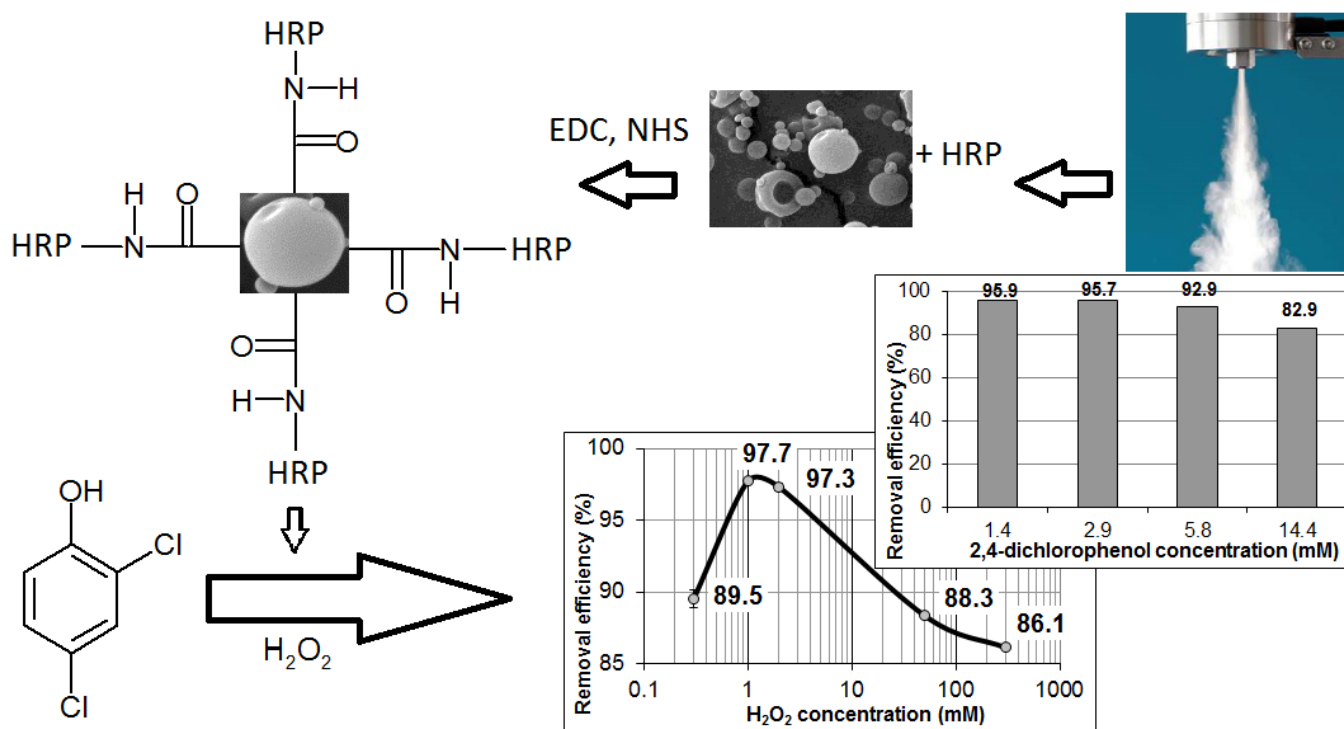 HRP
N
H
O
EDC, NHS
+ HRP
H
O
HRP
N
N
HRP
O
H
O
H
N
HRP
OH
Cl
Cl
H₂O₂
100
80
60
40
20
0
Removal efficiency (%)
95.9
95.7
92.9
82.9
1.4
2.9
5.8
14.4
2,4-dichlorophenol concentration (mM)
100
95
90
85
Removal efficiency (%)
97.7
97.3
89.5
88.3
86.1
0.1
1
10
100
1000
H₂O₂ concentration (mM)